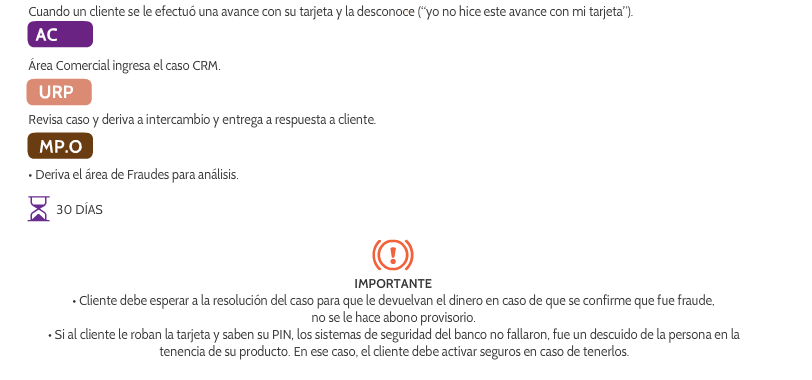 Cuando un cliente se le efectuó una avance con su tarjeta y la desconoce (“yo no hice este avance con mi tarjeta”).
AC
Área Comercial ingresa el caso CRM.
URP
Revisa caso y deriva a intercambio y entrega a respuesta a cliente.
MP.O
• Deriva el área de Fraudes para análisis.
30 DÍAS
IMPORTANTE
• Cliente debe esperar a la resolución del caso para que le devuelvan el dinero en caso de que se confirme que fue fraude,
no se le hace abono provisorio.
• Si al cliente le roban la tarjeta y saben su PIN, los sistemas de seguridad del banco no fallaron, fue un descuido de la persona en la
tenencia de su producto. En ese caso, el cliente debe activar seguros en caso de tenerlos.